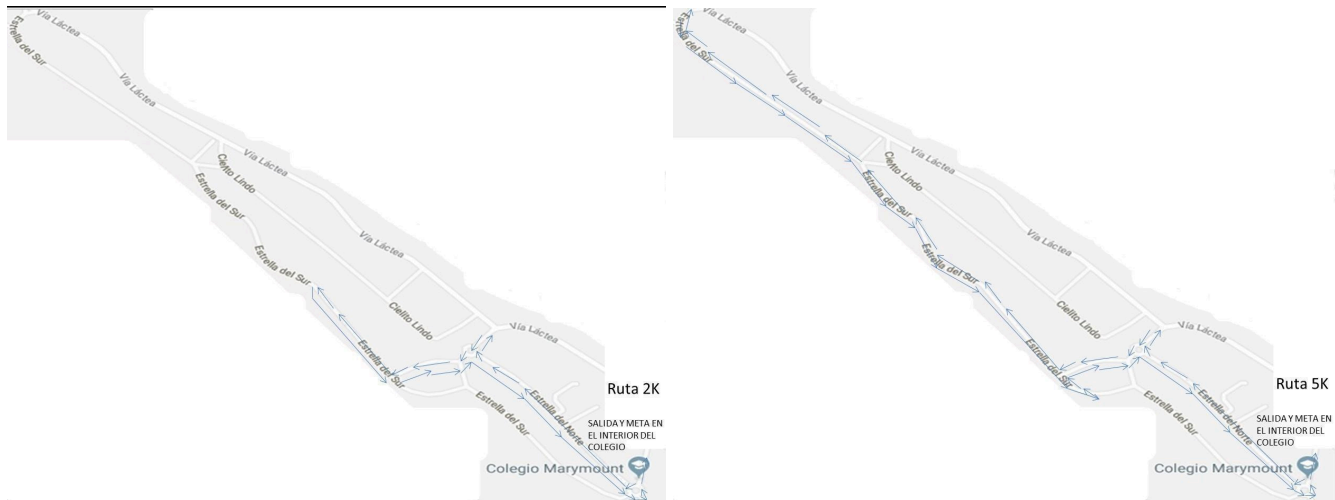 Vía Láctea
Estrella del Sur
Vía Láctea
Vía Láctea
Cielito Lindo
Estrella del Sur
Vía Láctea
Estrella del Sur
Cielito Lindo
Vía Láctea
Estrella del Sur
Ruta 2K
Estrella del Sur
Estrella del Norte
SALIDA Y META EN
EL INTERIOR DEL
COLEGIO
Colegio Marymount
Vía Láctea
Estrella del Sur
Vía Láctea
Vía Láctea
Cielito Lindo
Estrella del Sur
Vía Láctea
Estrella del Sur
Cielito Lindo
Vía Láctea
Estrella del Sur
Ruta 5K
Estrella del Sur
Estrella del Norte
SALIDA Y META EN
EL INTERIOR DEL
COLEGIO
Colegio Marymount